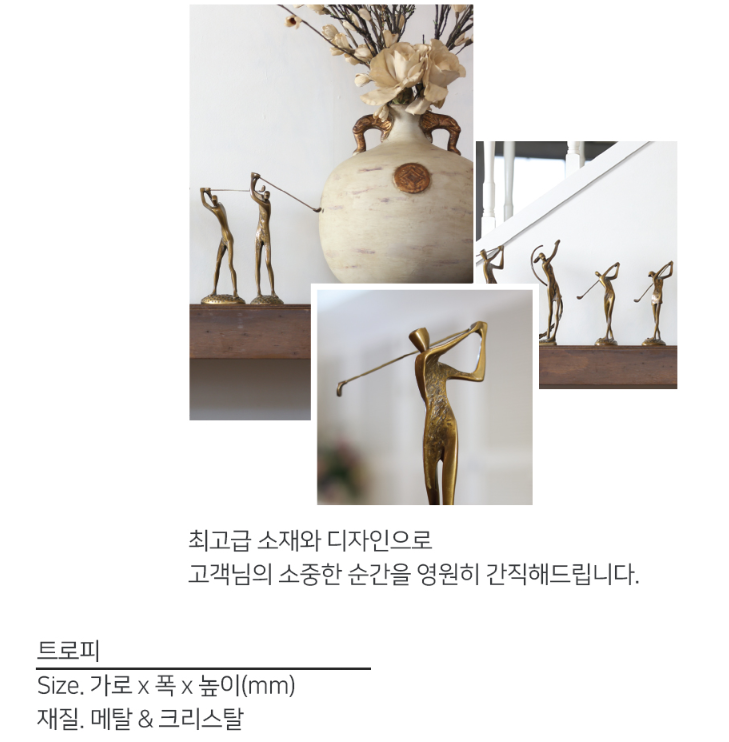 최고급 소재와 디자인으로
고객님의 소중한 순간을 영원히 간직해드립니다.
트로피
Size. 가로 x 폭 x 높이(mm)
재질. 메탈 & 크리스탈